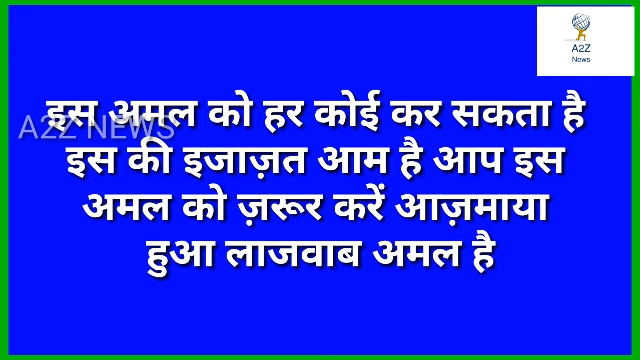 A2Z
News
इस अमल को हर कोई कर सकता है
A2Z NEWS
इस की इजाज़त आम है आप इस
अमल को ज़रूर करें आज़माया
हुआ लाजवाब अमल है